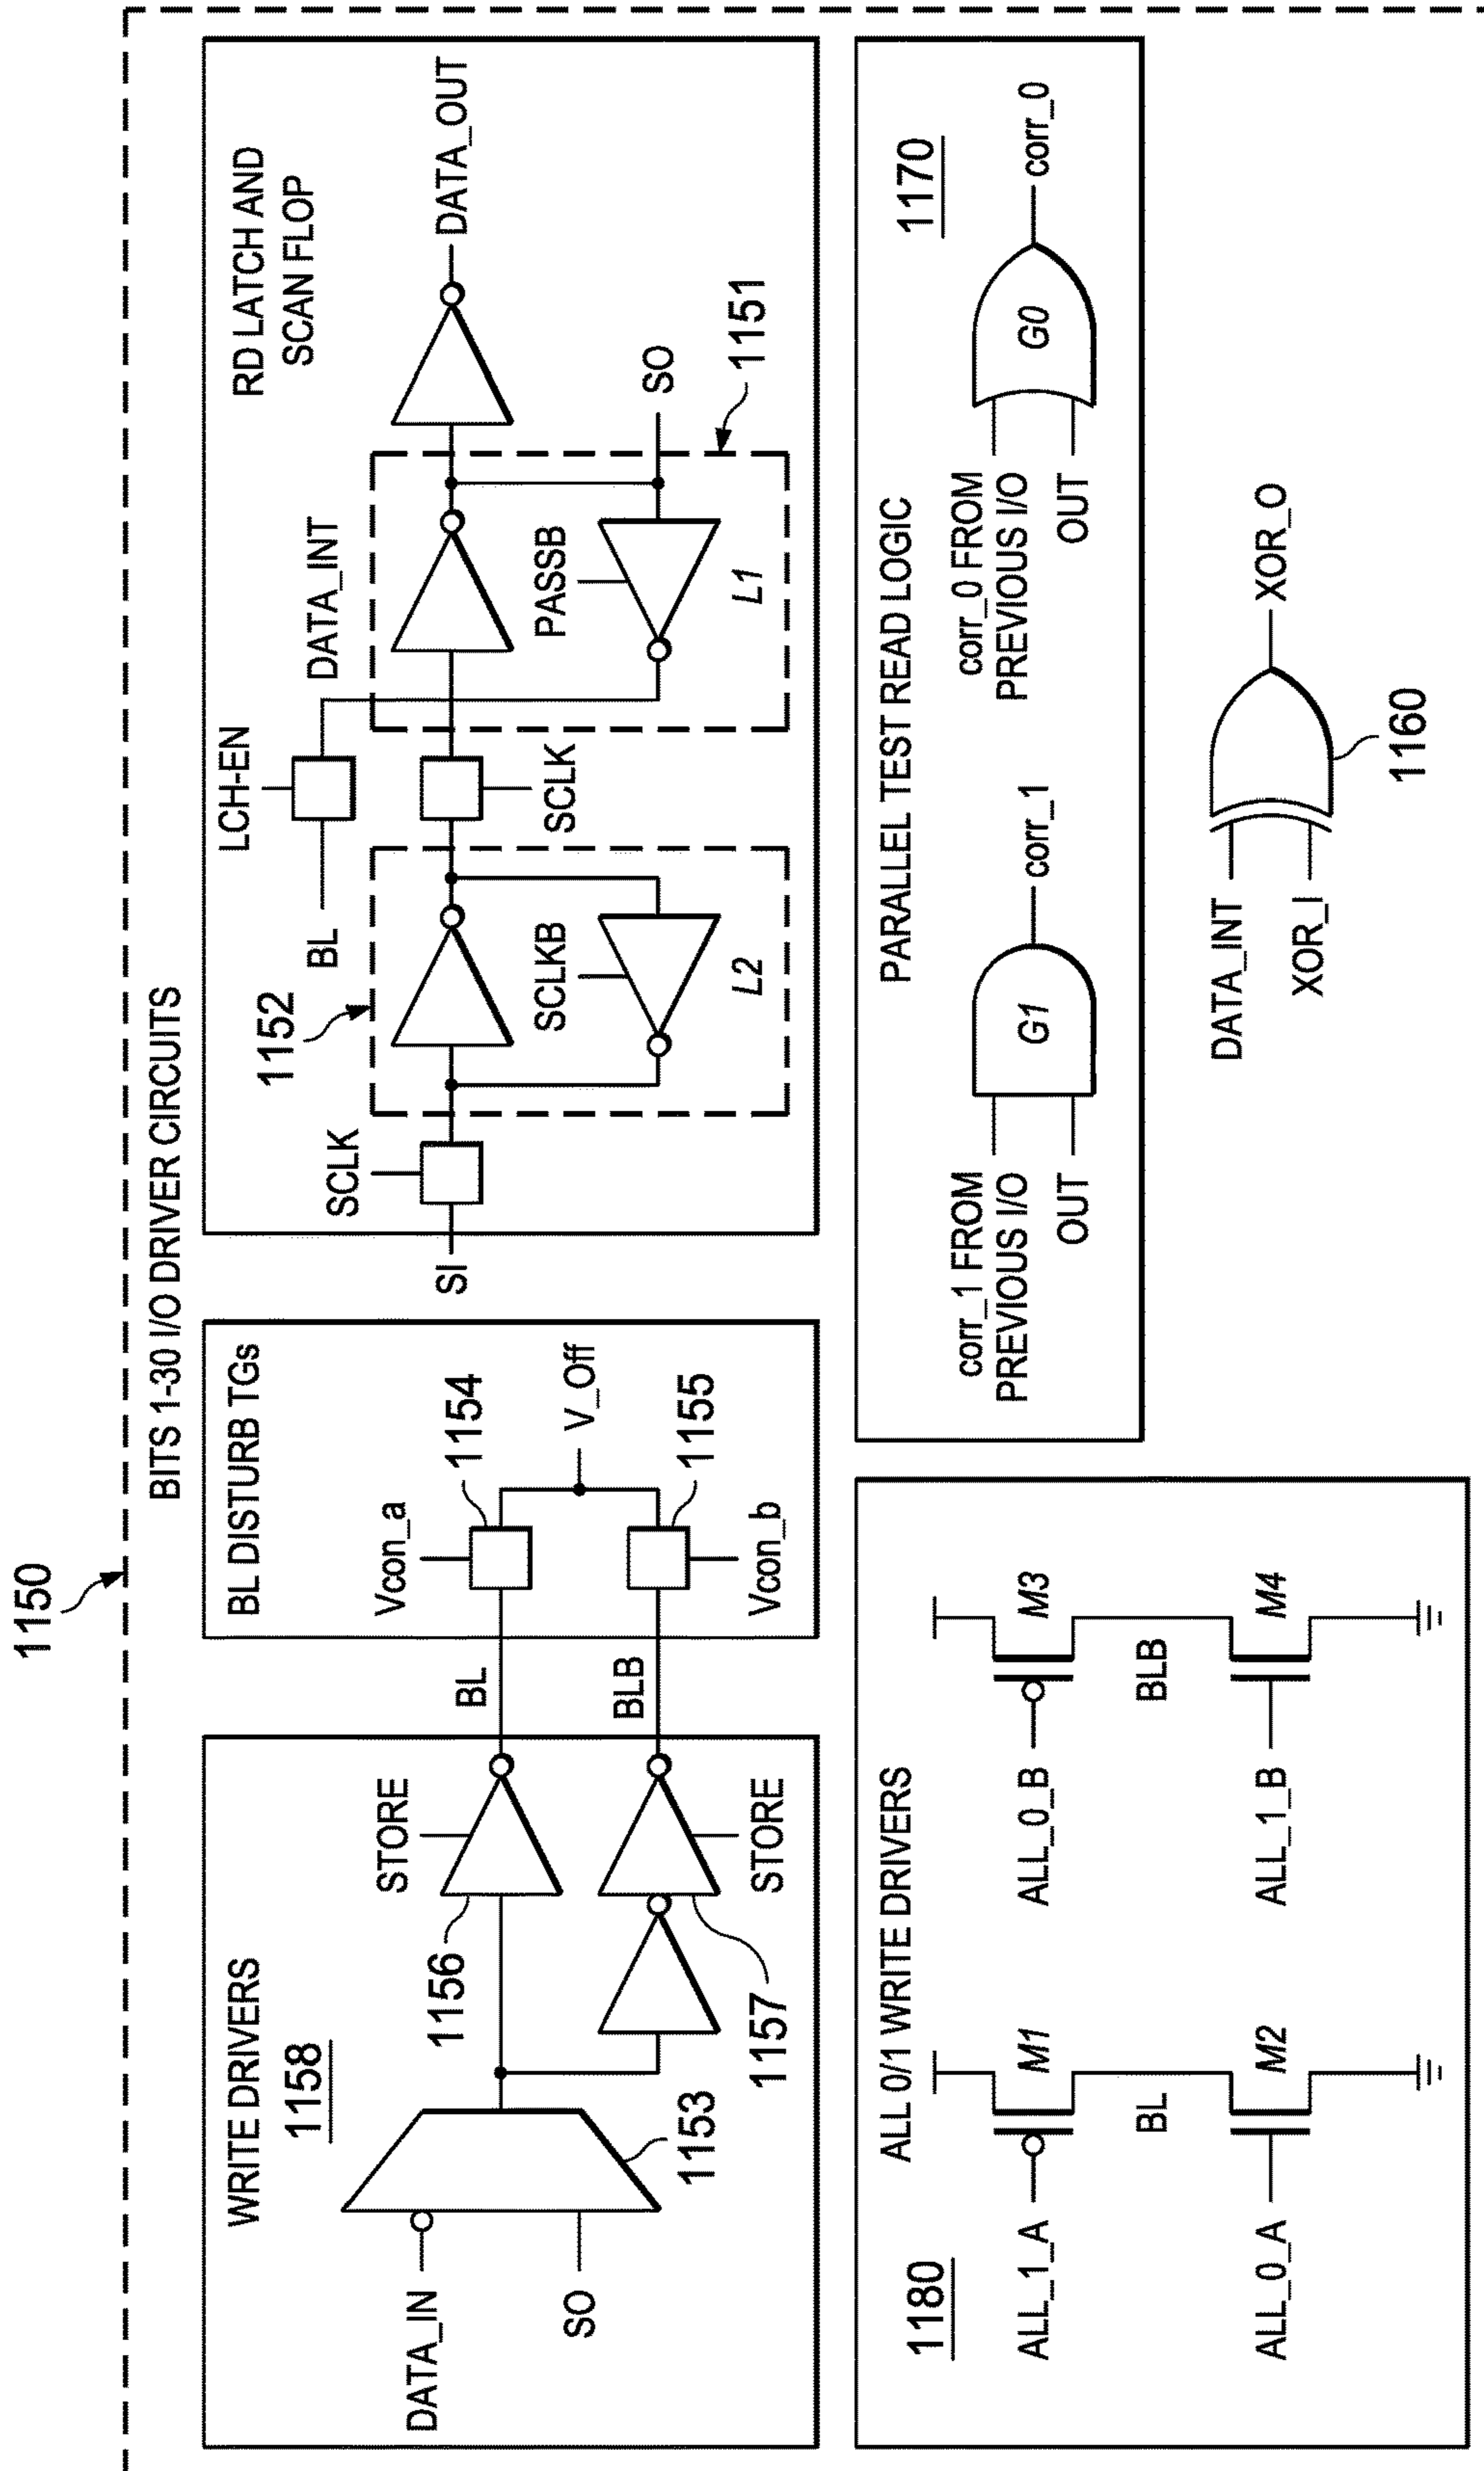 1150
BITS 1-30 I/O DRIVER CIRCUITS
WRITE DRIVERS
1158
DATA_IN
SO
1153
1156
1157
STORE
STORE
BL
BLB
BL DISTURB TGs
Vcon_a
1154
V_Off
1155
Vcon_b
RD LATCH AND
SCAN FLOP
SI
SCLK
1152
SCLKB
L2
BL
LCH-EN
SCLK
DATA_INT
PASSB
L1
SO
1151
DATA_OUT
ALL 0/1 WRITE DRIVERS
1180
ALL_1_A
M1
BL
ALL_0_A
M2
ALL_0_B
M3
BLB
ALL_1_B
M4
PARALLEL TEST READ LOGIC
1170
corr_1 FROM
PREVIOUS I/O
OUT
G1
corr_1
corr_0 FROM
PREVIOUS I/O
OUT
G0
corr_0
DATA_INT
XOR_I
XOR_O
1160